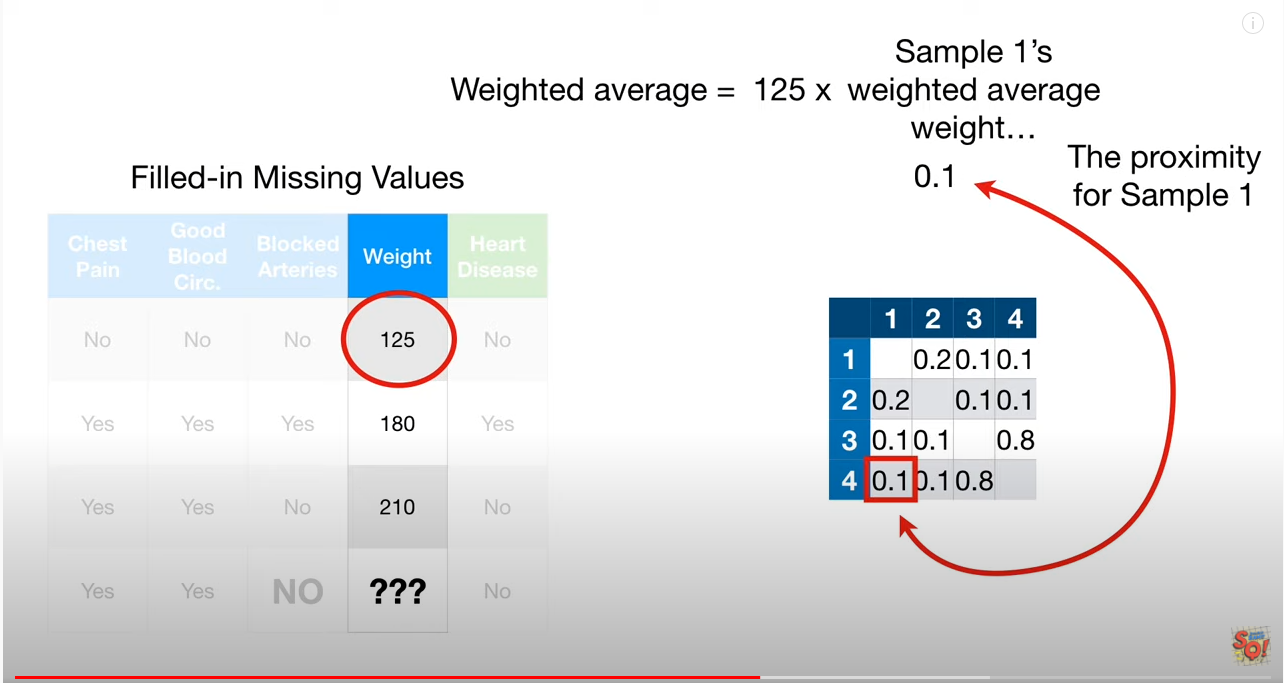 Sample 1's
Weighted average = 125 x weighted average
weight...
0.1
The proximity
for Sample 1
Filled-in Missing Values
Chest Pain Good Blood Circ. Blocked Arteries Weight Heart Disease
No No No 125 No
Yes Yes Yes 180 Yes
Yes Yes No 210 No
Yes Yes NO ??? No
1 2 3 4
1 0.2 0.1 0.1
2 0.2 0.1 0.1
3 0.1 0.1 0.8
4 0.1 0.1 0.8
SQ!